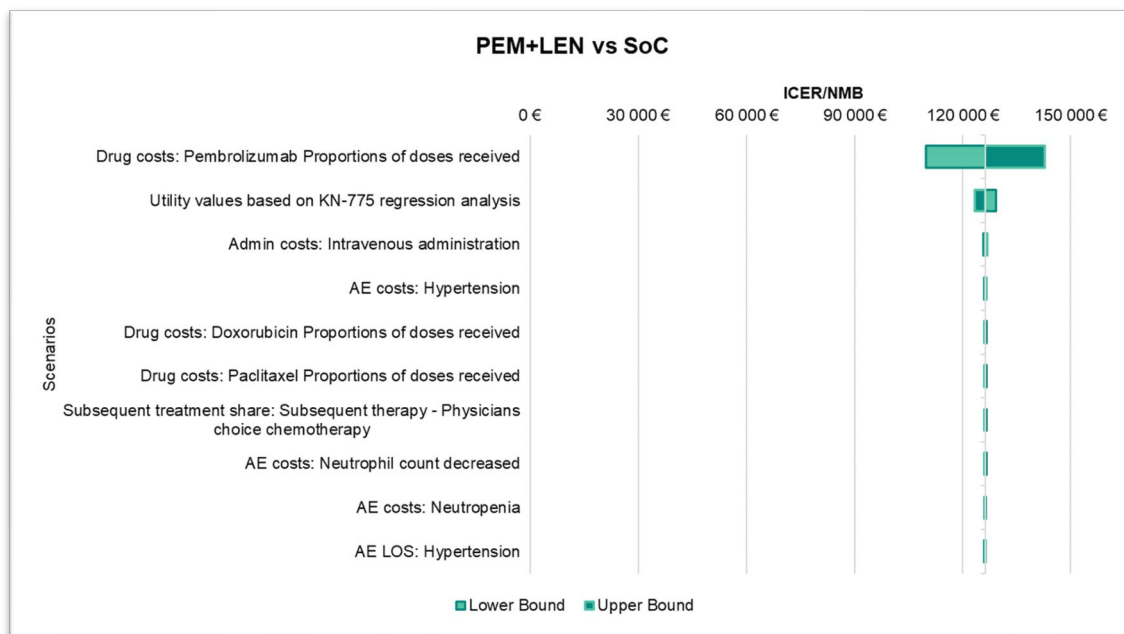 PEM+LEN vs SoC
ICER/NMB
0 € 30 000 € 60 000 € 90 000 € 120 000 € 150 000 €
Scenarios
Drug costs: Pembrolizumab Proportions of doses received
Utility values based on KN-775 regression analysis
Admin costs: Intravenous administration
AE costs: Hypertension
Drug costs: Doxorubicin Proportions of doses received
Drug costs: Paclitaxel Proportions of doses received
Subsequent treatment share: Subsequent therapy - Physicians
choice chemotherapy
AE costs: Neutrophil count decreased
AE costs: Neutropenia
AE LOS: Hypertension
Lower Bound Upper Bound